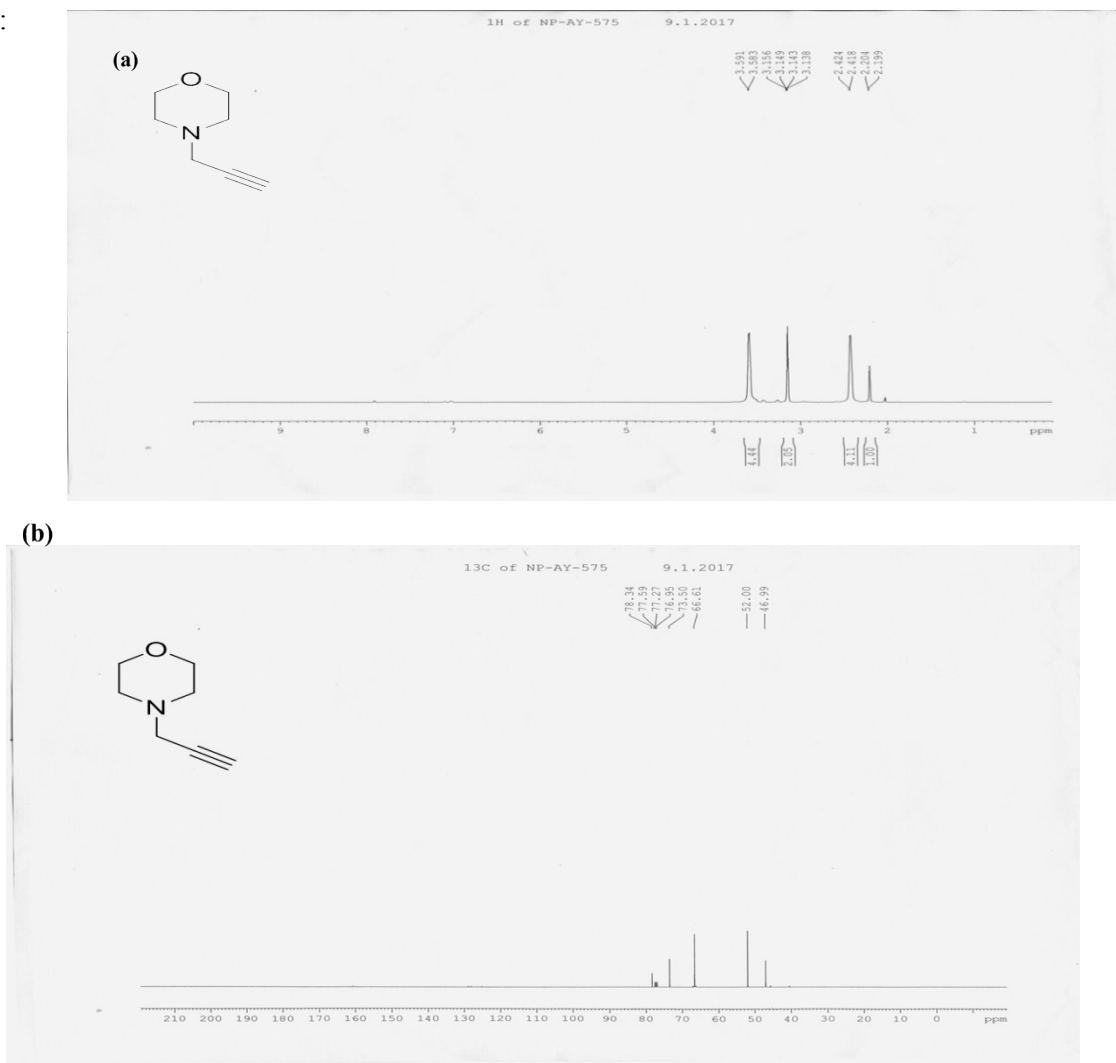 :
1H of NP-AY-575 9.1.2017
(a)
3.591
3.583
3.156
3.149
3.143
3.138
2.424
2.418
2.204
2.199
O
N
9 8 7 6 5 4 3 2 1 ppm
4.44 2.05 4.11 1.00
(b)
13C of NP-AY-575 9.1.2017
78.34
77.59
77.27
76.95
73.50
66.61
52.00
46.99
O
N
210 200 190 180 170 160 150 140 130 120 110 100 90 80 70 60 50 40 30 20 10 0 ppm